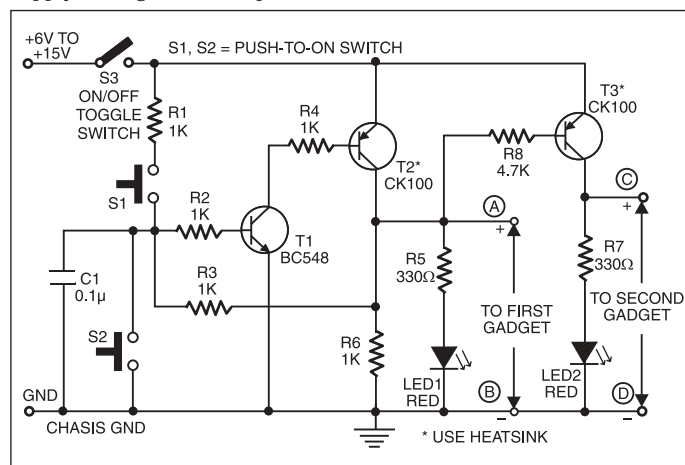 +6V TO
+15V
S1, S2 = PUSH-TO-ON SWITCH
S3
ON/OFF
TOGGLE
SWITCH
R1
1K
R4
1K
T3*
CK100
T2*
CK100
R8
4.7K
S1
R2
1K
T1
BC548
A
+
C
+
R5
330Ω
R7
330Ω
C1
0.1µ
R3
1K
TO FIRST
GADGET
TO SECOND
GADGET
S2
R6
1K
LED1
RED
LED2
RED
B
D
GND
CHASIS GND
–
–
* USE HEATSINK